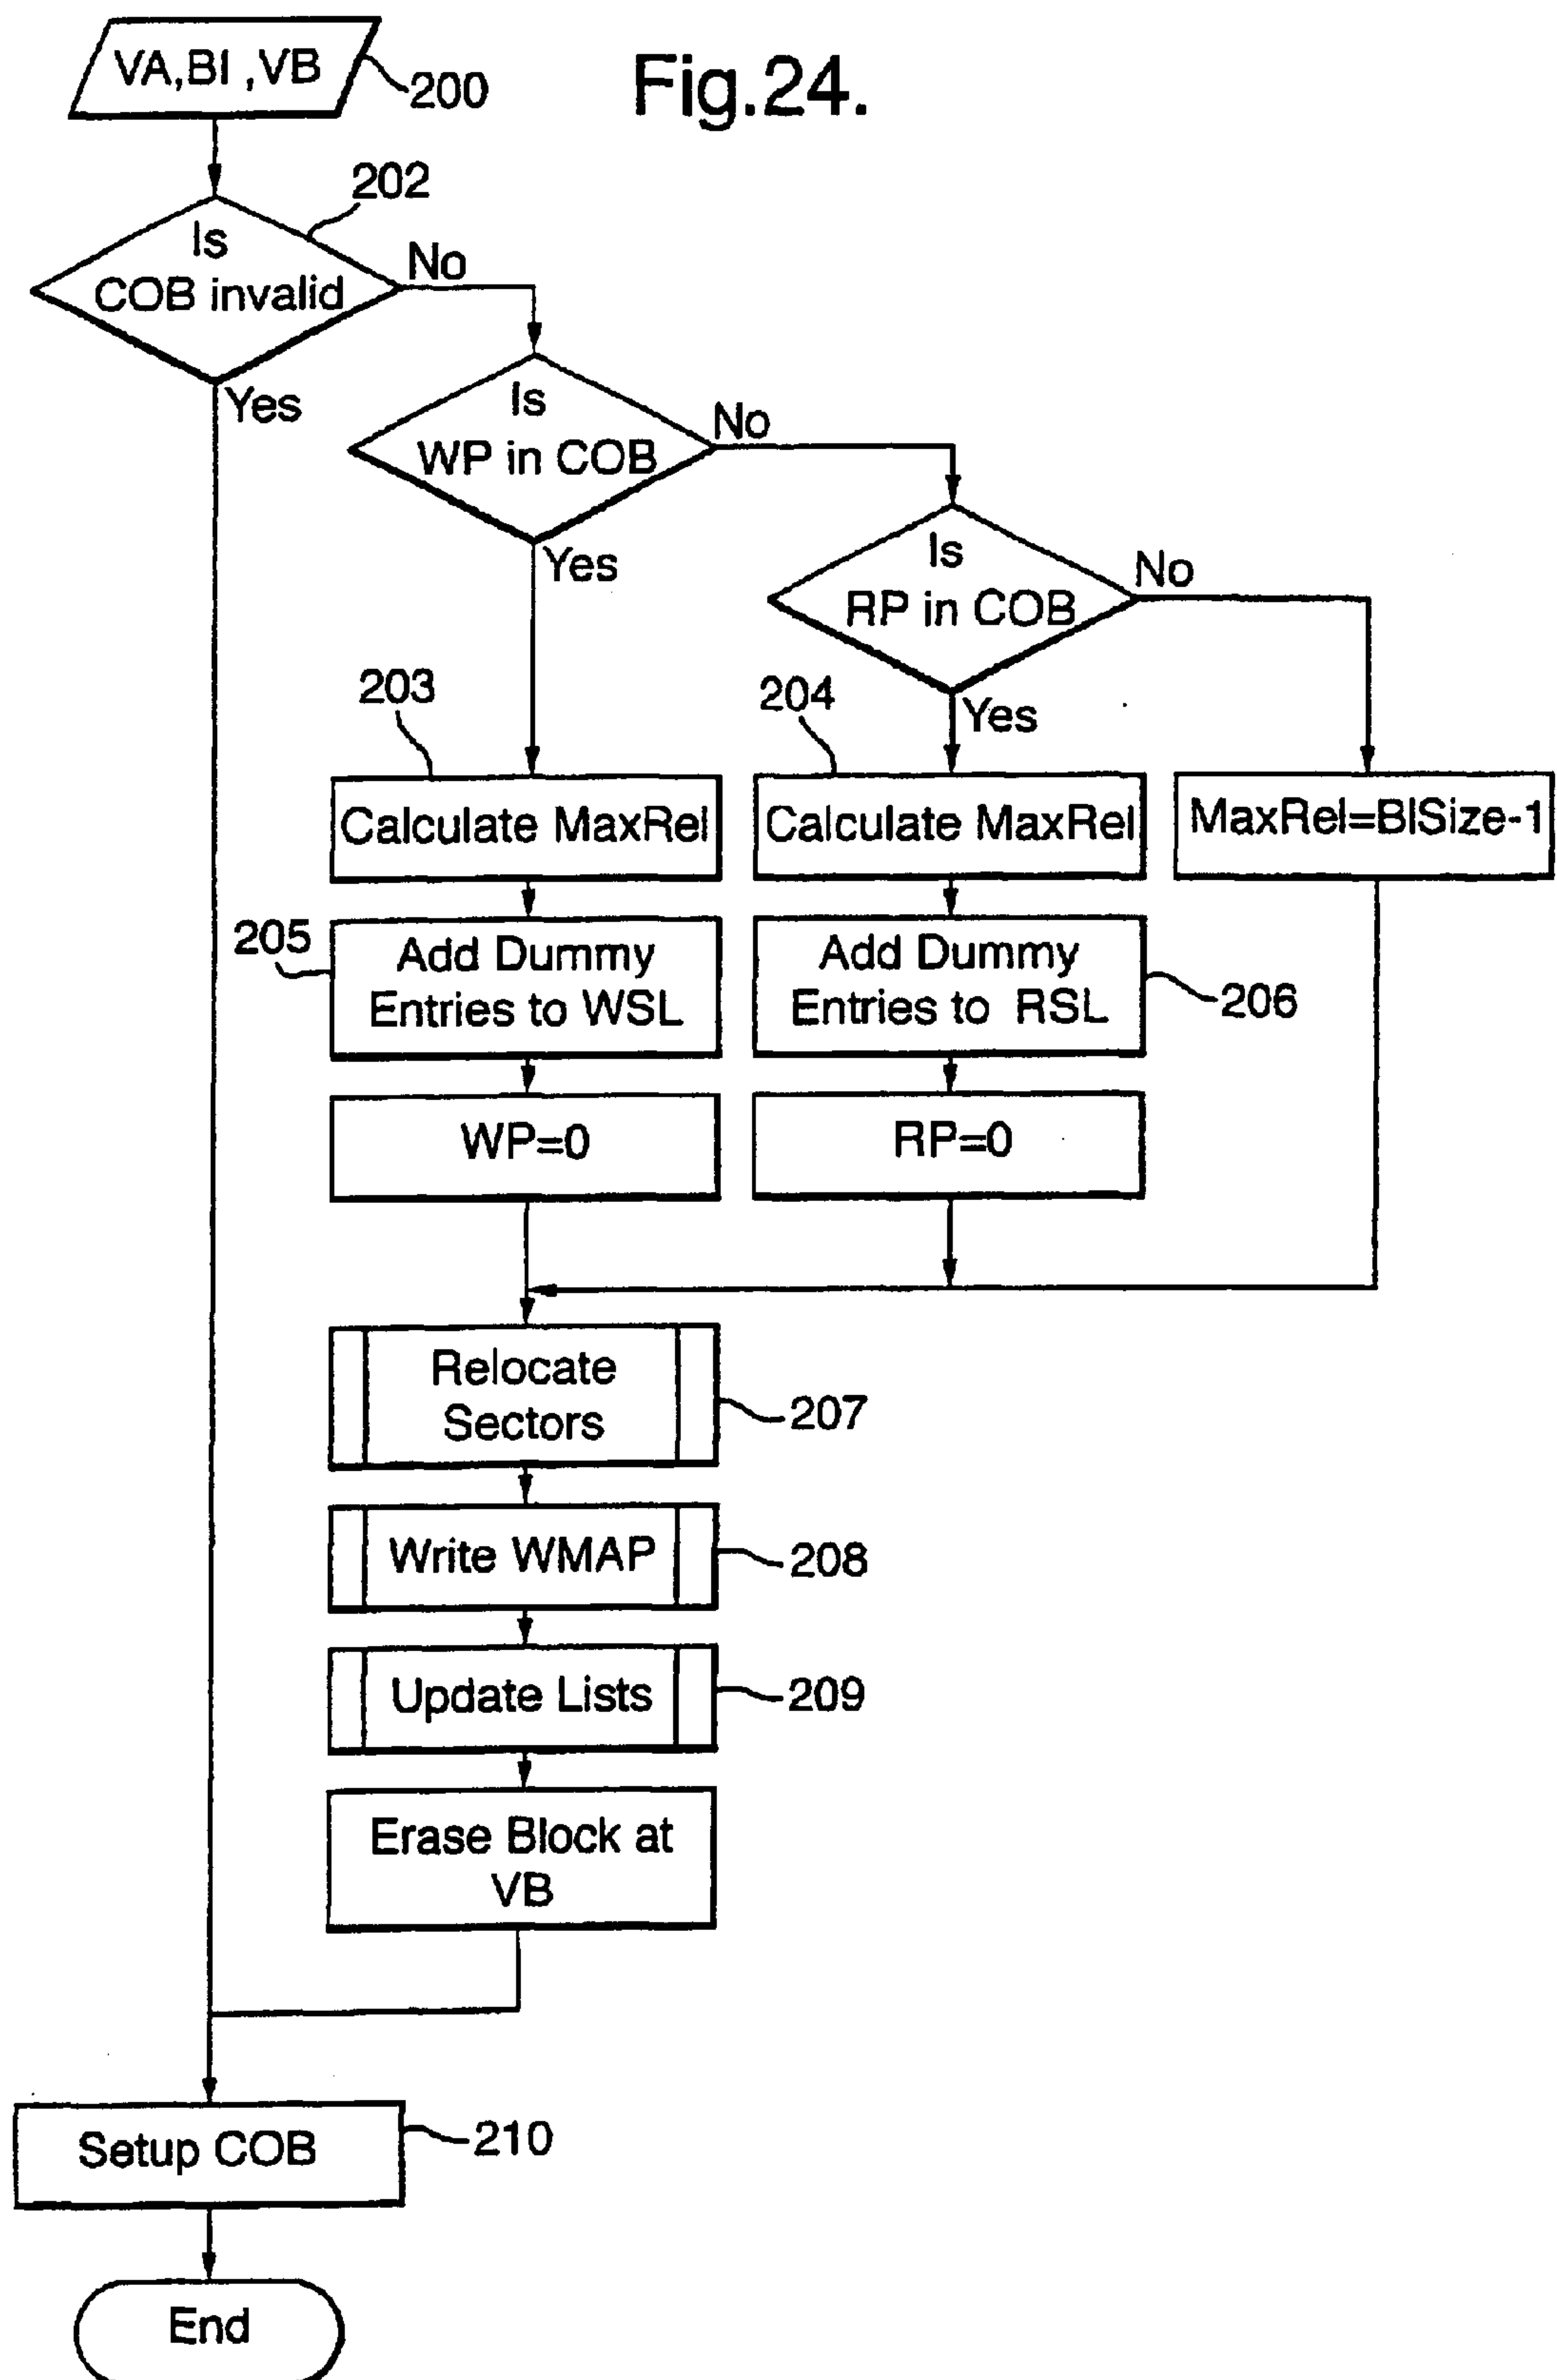 VA,BI ,VB
200
Fig.24.
202
Is
COB invalid
No
Yes
Is
WP in COB
No
Yes
Is
RP in COB
No
Yes
203
204
Calculate MaxRel
Calculate MaxRel
MaxRel=BISize-1
205
Add Dummy
Entries to WSL
Add Dummy
Entries to RSL
206
WP=0
RP=0
Relocate
Sectors
207
Write WMAP
208
Update Lists
209
Erase Block at
VB
Setup COB
210
End